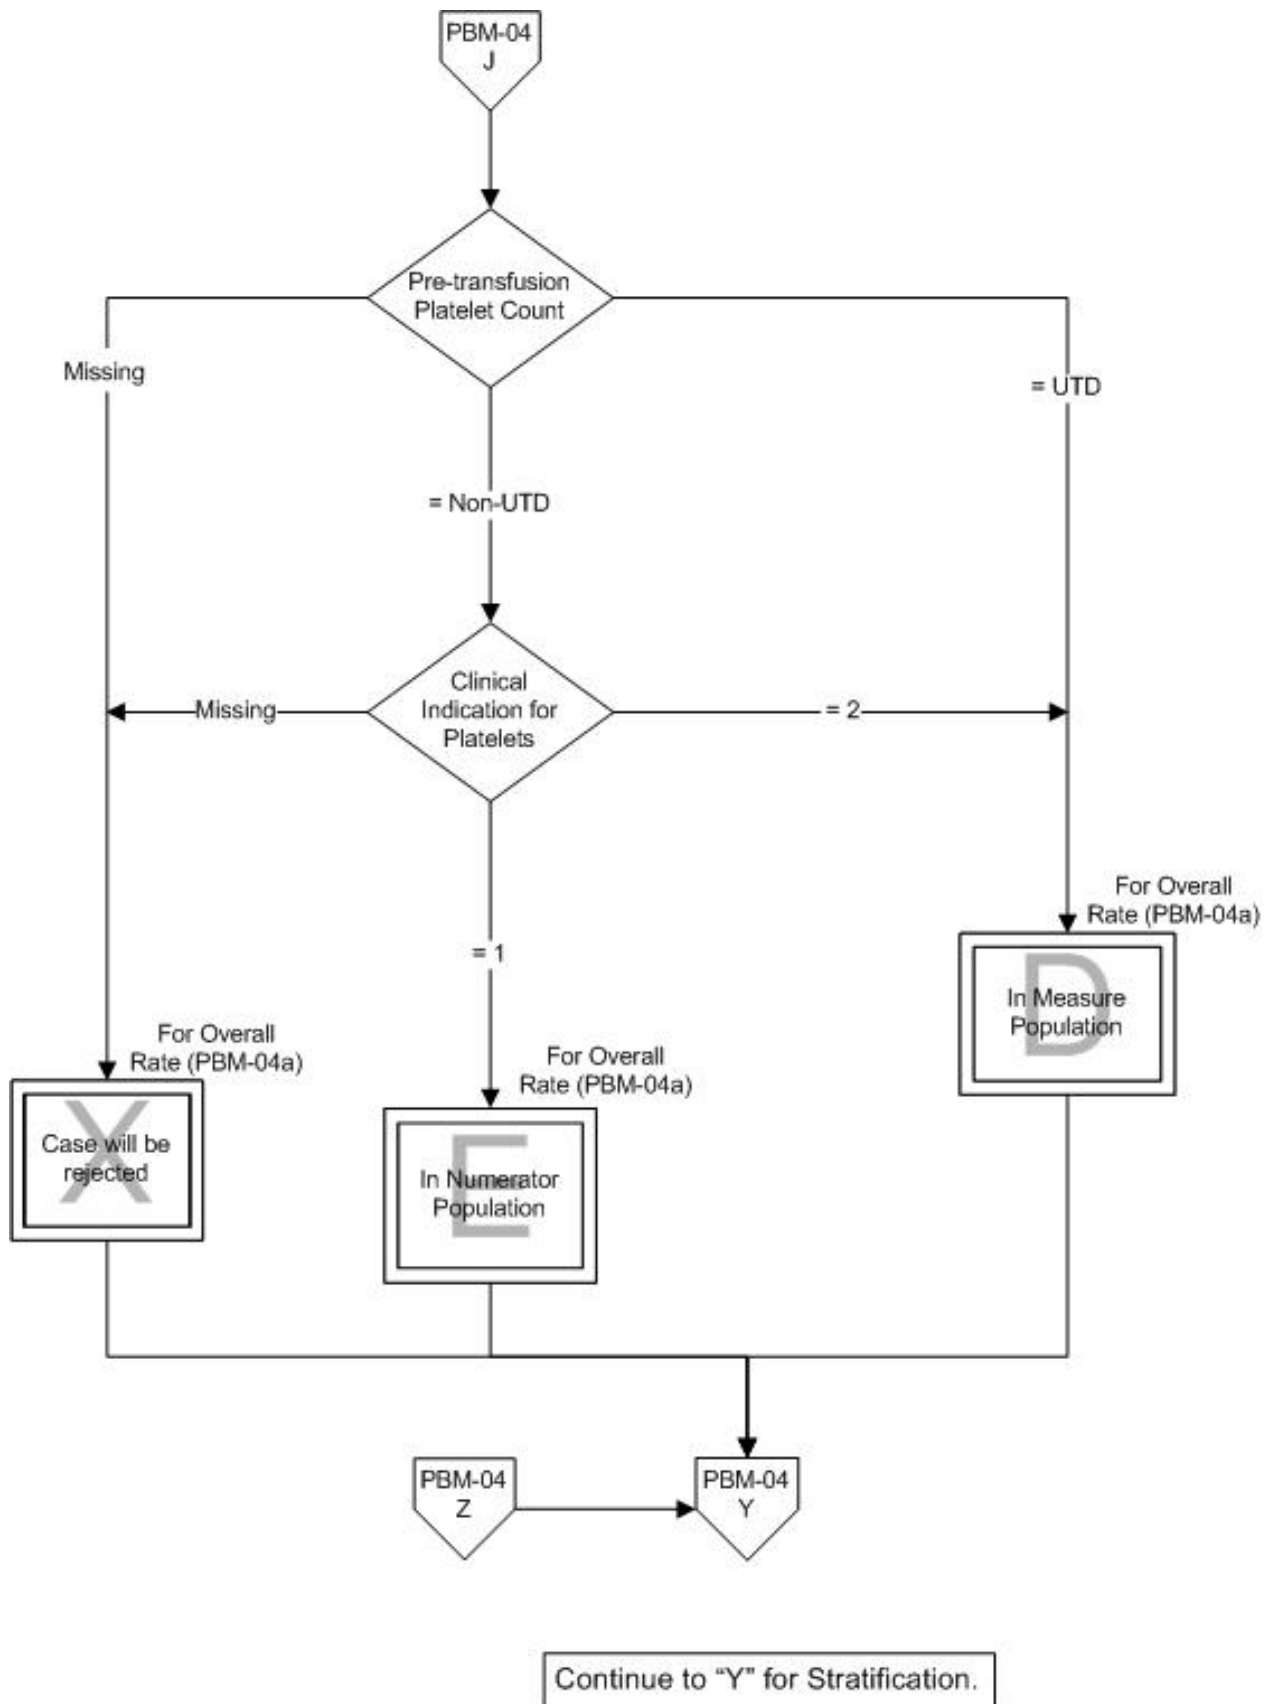 PBM-04
J
Pre-transfusion
Platelet Count
Missing
= UTD
= Non-UTD
Clinical
Indication for
Platelets
Missing
= 2
= 1
For Overall
Rate (PBM-04a)
D
In Measure
Population
For Overall
Rate (PBM-04a)
X
Case will be
rejected
For Overall
Rate (PBM-04a)
E
In Numerator
Population
PBM-04
Z
PBM-04
Y
Continue to “Y” for Stratification.